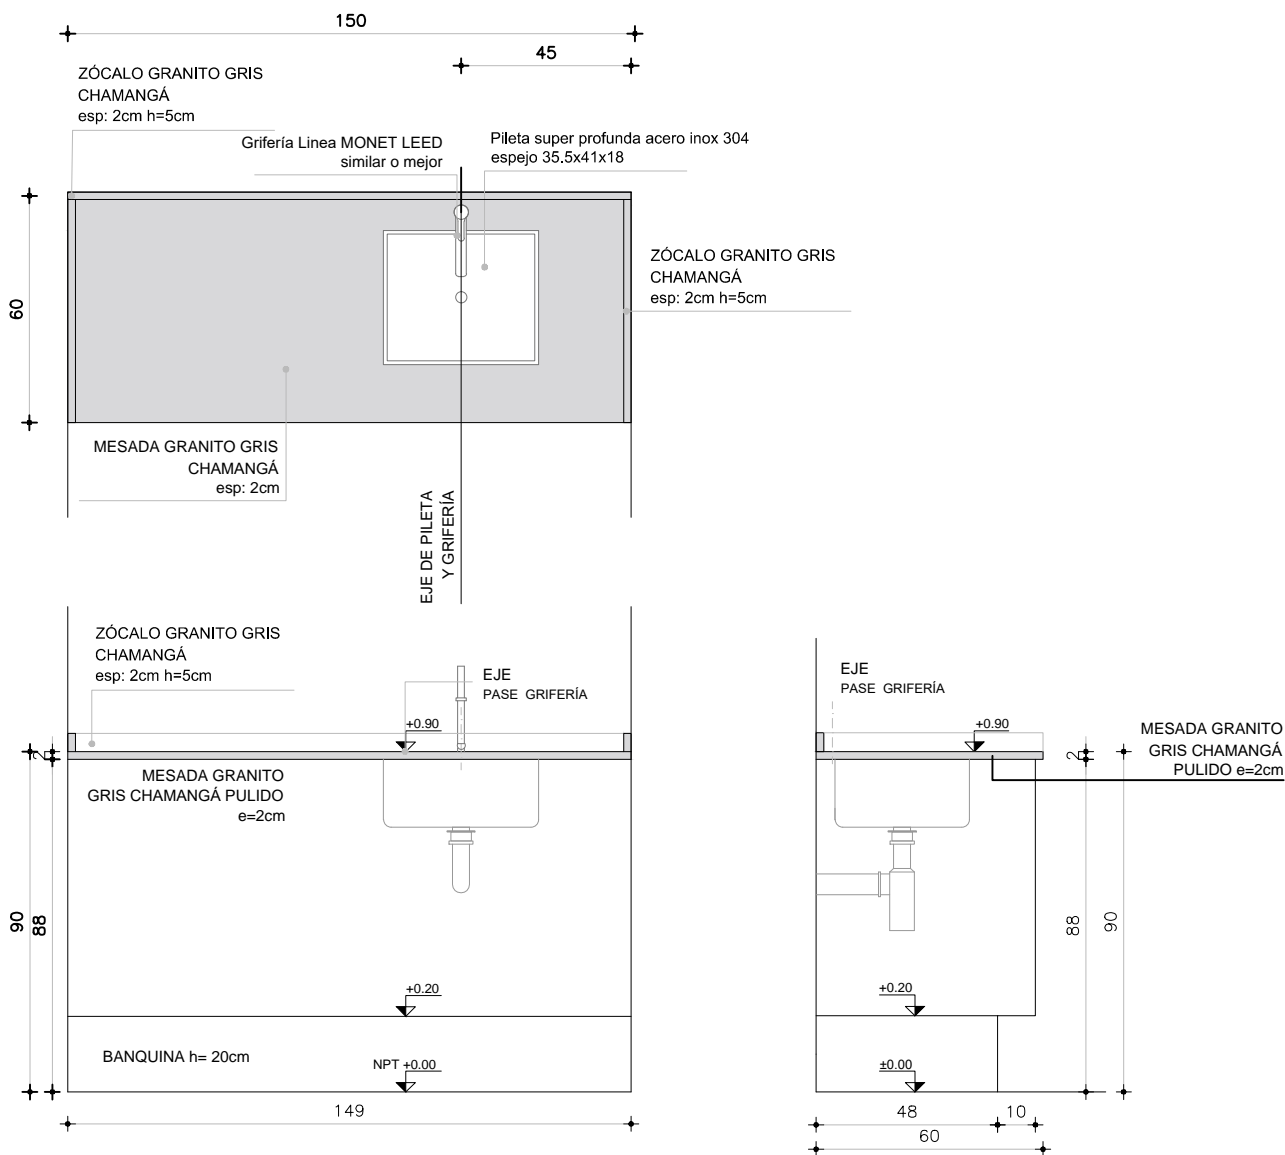 150
45
ZÓCALO GRANITO GRIS
CHAMANGÁ
esp: 2cm h=5cm
Grifería Linea MONET LEED
similar o mejor
Pileta super profunda acero inox 304
espejo 35.5x41x18
ZÓCALO GRANITO GRIS
CHAMANGÁ
esp: 2cm h=5cm
60
MESADA GRANITO GRIS
CHAMANGÁ
esp: 2cm
EJE DE PILETA
Y GRIFERÍA
ZÓCALO GRANITO GRIS
CHAMANGÁ
esp: 2cm h=5cm
EJE
PASE GRIFERÍA
+0.90
2
MESADA GRANITO
GRIS CHAMANGÁ PULIDO
e=2cm
90
88
+0.20
BANQUINA h= 20cm
NPT +0.00
149
EJE
PASE GRIFERÍA
+0.90
MESADA GRANITO
GRIS CHAMANGÁ
PULIDO e=2cm
2
88
90
+0.20
±0.00
48
10
60